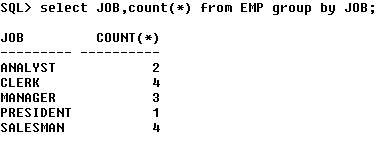 SQL> select JOB,count(*) from EMP group by JOB;
JOB COUNT(*)
--------- ----------
ANALYST 2
CLERK 4
MANAGER 3
PRESIDENT 1
SALESMAN 4